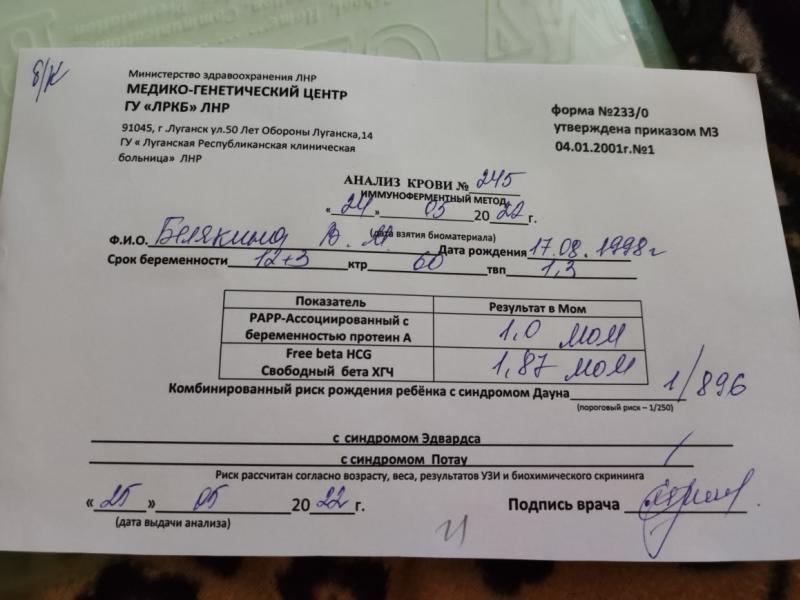 б/к
Министерство здравоохранения ЛНР
МЕДИКО-ГЕНЕТИЧЕСКИЙ ЦЕНТР
ГУ «ЛРКБ» ЛНР
91045, г .Луганск ул.50 Лет Обороны Луганска,14
ГУ « Луганская Республиканская клиническая
больница» ЛНР
форма №233/0
утверждена приказом МЗ
04.01.2001г.№1
АНАЛИЗ КРОВИ № 245
ИММУНОФЕРМЕНТНЫЙ МЕТОД
« 24 » 05 2022г.
(дата взятия биоматериала)
Ф.И.О. В. Дата рождения 17.08.1998г
Срок беременности 12+3 ктр 60 твп 1,3
Показатель Результат в Мом
PAPP-Ассоциированный с
беременностью протеин А 1,0 мом
Free beta HCG
Свободный бета ХГЧ 1,87 мом
Комбинированный риск рождения ребёнка с синдромом Дауна 1/896
(пороговый риск – 1/250)
с синдромом Эдвардса
с синдромом Потау
Риск рассчитан согласно возрасту, веса, результатов УЗИ и биохимического скрининга
« 25 » 05 2022г. Подпись врача
(дата выдачи анализа)